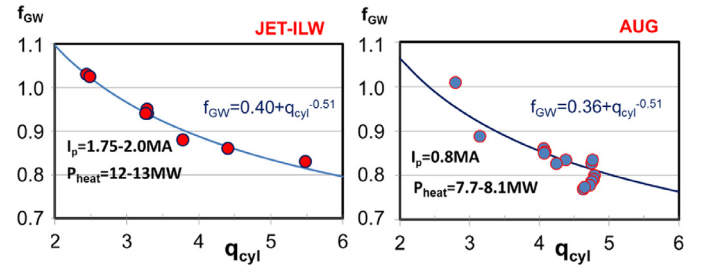 f_GW
JET-ILW
1.1
1.0
0.9
0.8
0.7
f_GW=0.40+q_cyl^-0.51
I_p=1.75-2.0MA
P_heat=12-13MW
2 3 4 5 6
q_cyl
f_GW
AUG
1.1
1.0
0.9
0.8
0.7
f_GW=0.36+q_cyl^-0.51
I_p=0.8MA
P_heat=7.7-8.1MW
2 3 4 5 6
q_cyl